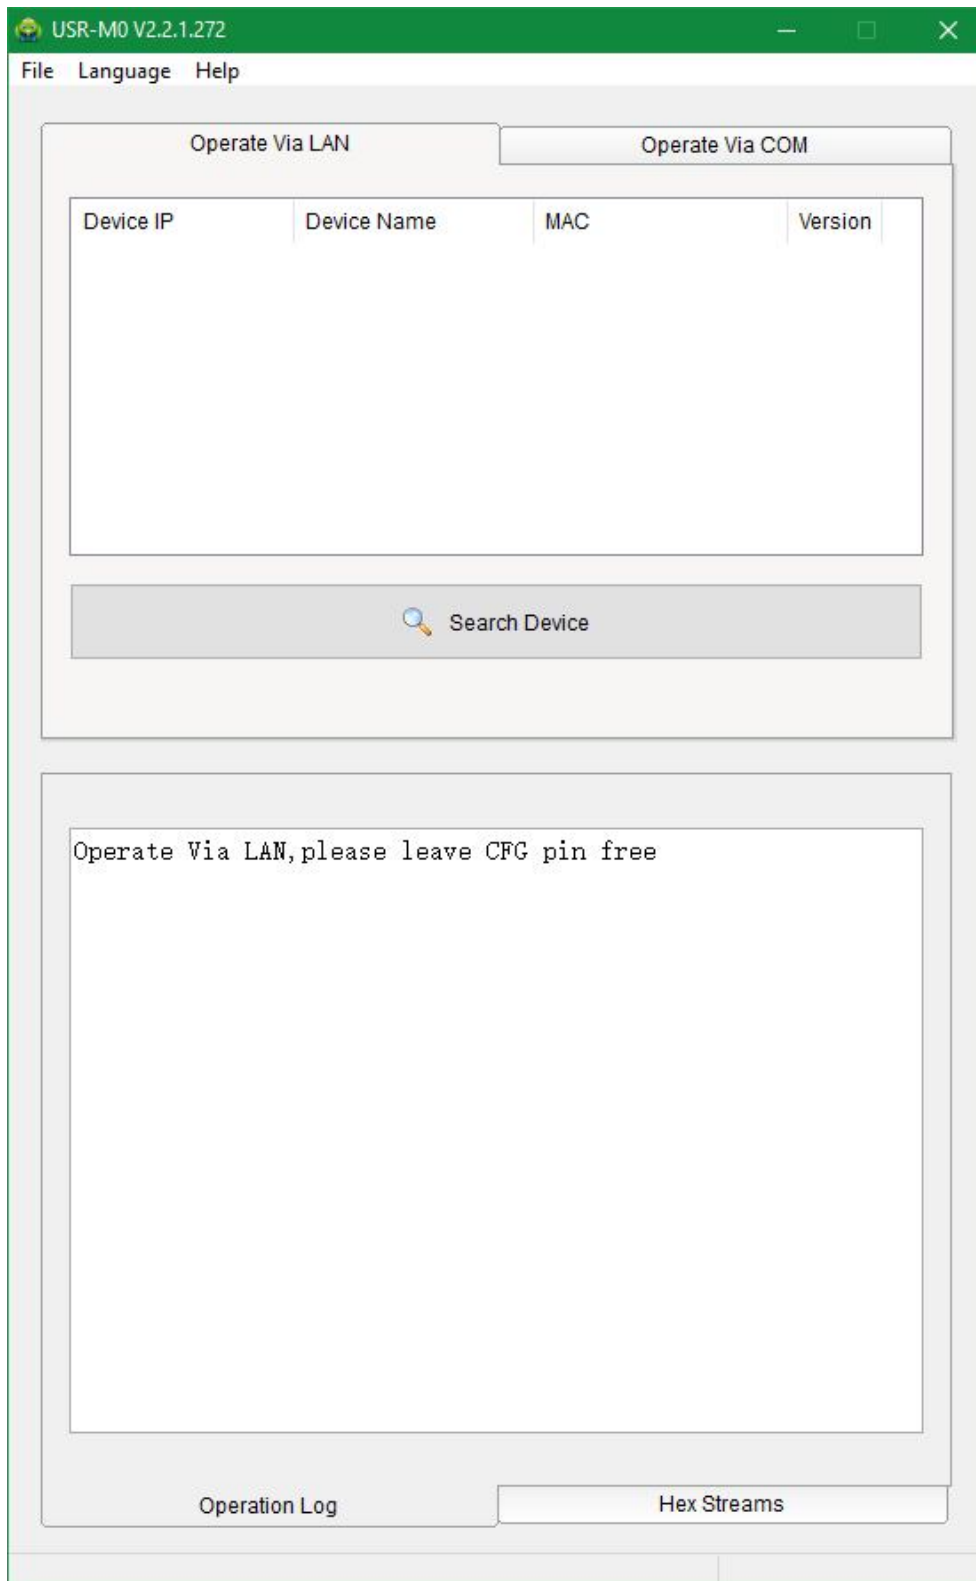 USR-M0 V2.2.1.272
File Language Help
Operate Via LAN Operate Via COM
Device IP Device Name MAC Version
Search Device
Operate Via LAN,please leave CFG pin free
Operation Log Hex Streams